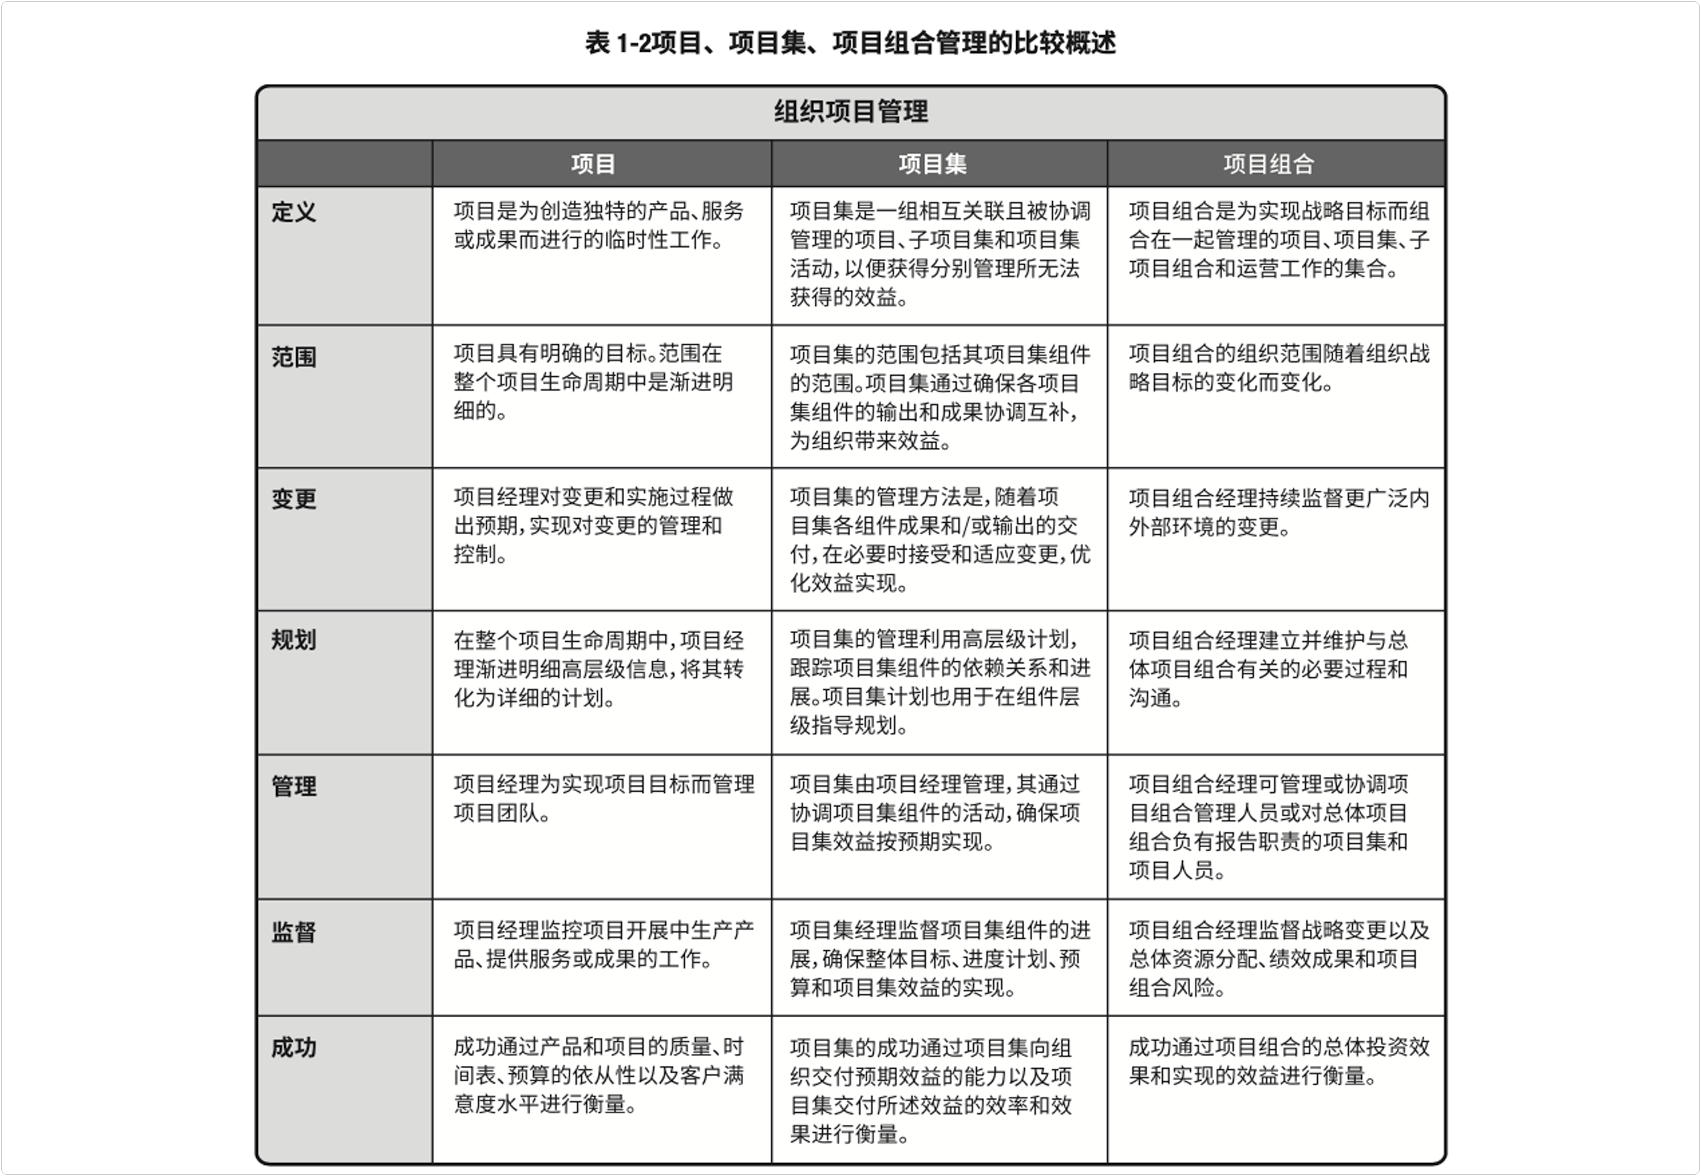 表 1-2项目、项目集、项目组合管理的比较概述
组织项目管理
项目
项目集
项目组合
定义
项目是为创造独特的产品、服务
或成果而进行的临时性工作。
项目集是一组相互关联且被协调
管理的项目、子项目集和项目集
活动，以便获得分别管理所无法
获得的效益。
项目组合是为实现战略目标而组
合在一起管理的项目、项目集、子
项目组合和运营工作的集合。
范围
项目具有明确的目标。范围在
整个项目生命周期中是渐进明
细的。
项目集的范围包括其项目集组件
的范围。项目集通过确保各项目
集组件的输出和成果协调互补，
为组织带来效益。
项目组合的组织范围随着组织战
略目标的变化而变化。
变更
项目经理对变更和实施过程做
出预期，实现对变更的管理和
控制。
项目集的管理方法是，随着项
目集各组件成果和/或输出的交
付，在必要时接受和适应变更，优
化效益实现。
项目组合经理持续监督更广泛内
外部环境的变更。
规划
在整个项目生命周期中，项目经
理渐进明细高层级信息，将其转
化为详细的计划。
项目集的管理利用高层级计划，
跟踪项目集组件的依赖关系和进
展。项目集计划也用于在组件层
级指导规划。
项目组合经理建立并维护与总
体项目组合有关的必要过程和
沟通。
管理
项目经理为实现项目目标而管理
项目团队。
项目集由项目经理管理，其通过
协调项目集组件的活动，确保项
目集效益按预期实现。
项目组合经理可管理或协调项
目组合管理人员或对总体项目
组合负有报告职责的项目集和
项目人员。
监督
项目经理监控项目开展中生产产
品、提供服务或成果的工作。
项目集经理监督项目集组件的进
展，确保整体目标、进度计划、预
算和项目集效益的实现。
项目组合经理监督战略变更以及
总体资源分配、绩效成果和项目
组合风险。
成功
成功通过产品和项目的质量、时
间表、预算的依从性以及客户满
意度水平进行衡量。
项目集的成功通过项目集向组
织交付预期效益的能力以及项
目集交付所述效益的效率和效
果进行衡量。
成功通过项目组合的总体投资效
果和实现的效益进行衡量。